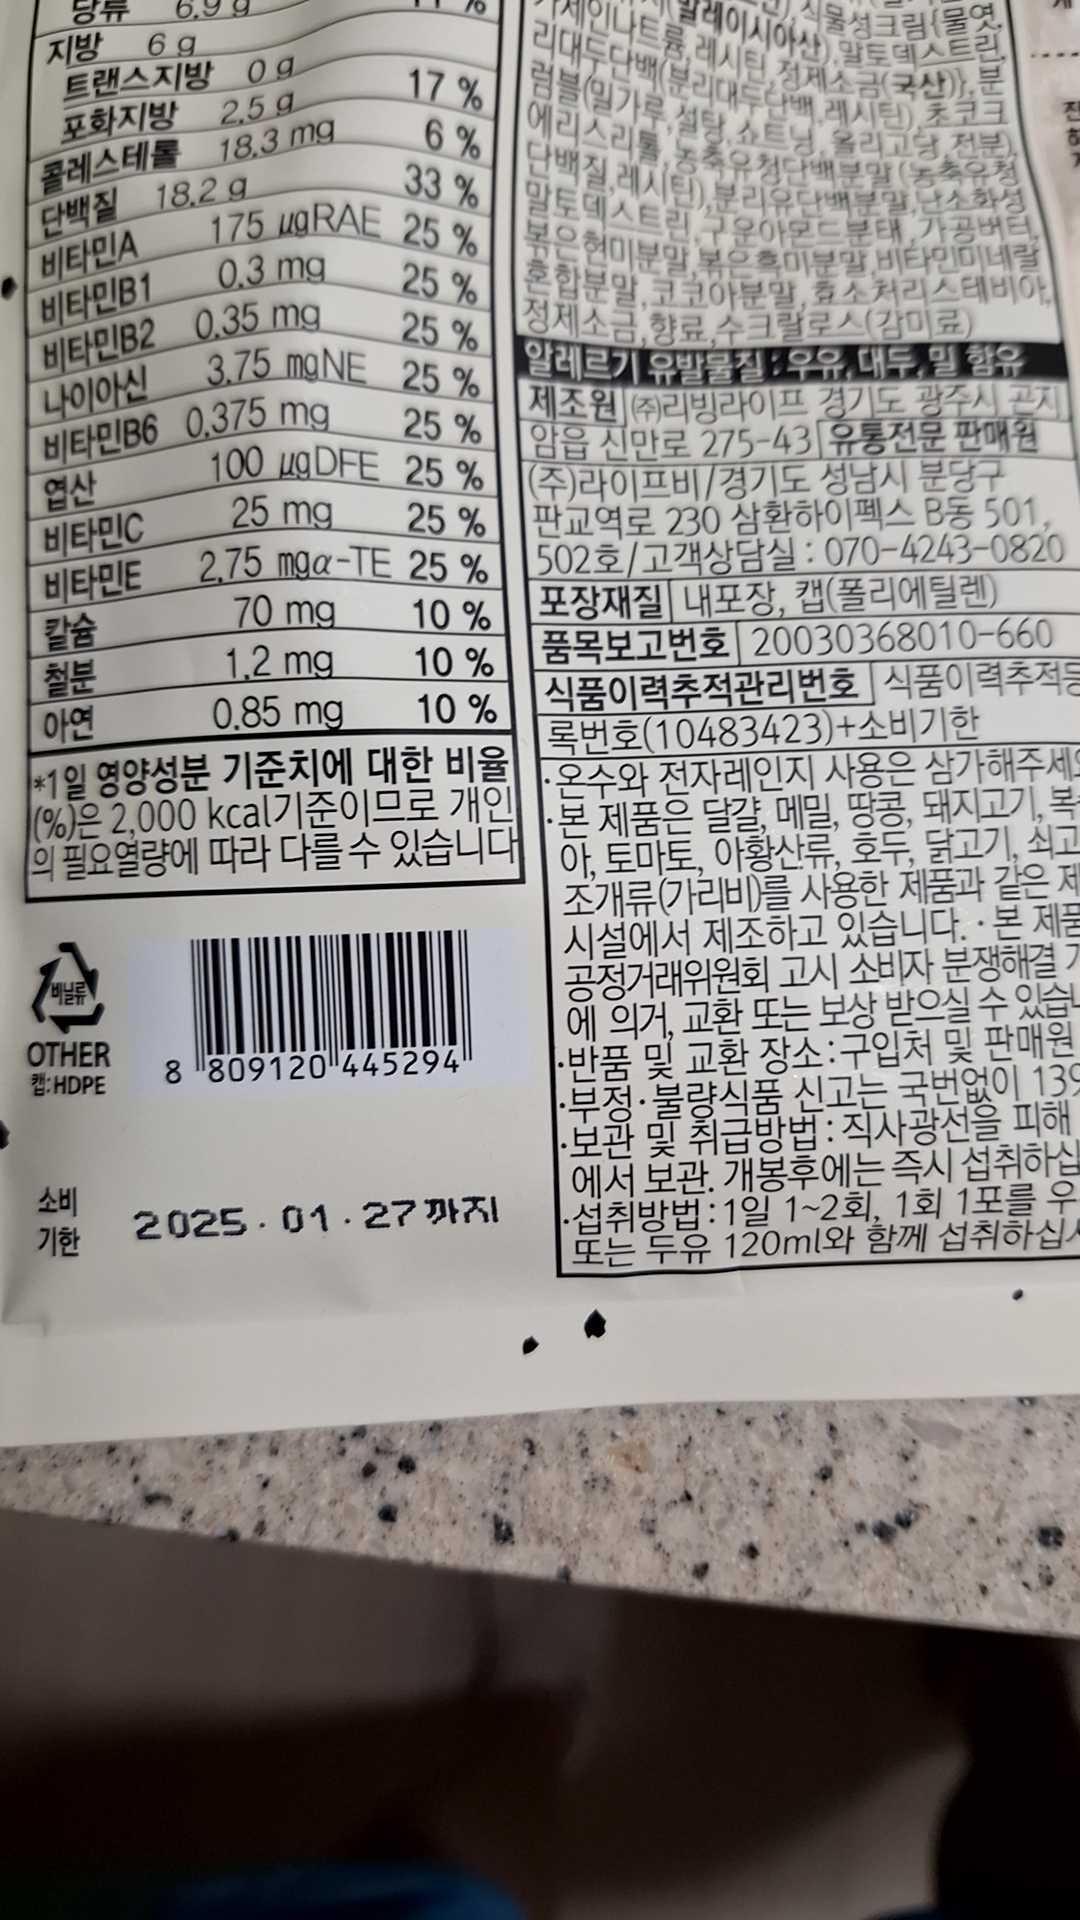 당류 6.9 g
지방 6 g
트랜스지방 0 g
포화지방 2.5 g 17 %
콜레스테롤 18.3 mg 6 %
단백질 18.2 g 33 %
비타민A 175 µgRAE 25 %
비타민B1 0.3 mg 25 %
비타민B2 0.35 mg 25 %
나이아신 3.75 mgNE 25 %
비타민B6 0.375 mg 25 %
엽산 100 µgDFE 25 %
비타민C 25 mg 25 %
비타민E 2.75 mgα-TE 25 %
칼슘 70 mg 10 %
철분 1.2 mg 10 %
아연 0.85 mg 10 %
*1일 영양성분 기준치에 대한 비율
(%)은 2,000 kcal기준이므로 개인
의 필요열량에 따라 다를 수 있습니다
비닐류
OTHER
캡:HDPE
8 809120 445294
소비
기한
2025.01.27까지
식물성크림{물엿,
카제인나트륨, 레시틴, 정제소금(국산)}, 분
리대두단백(분리대두단백, 레시틴), 초코크
럼블(밀가루, 설탕, 쇼트닝, 올리고당, 전분),
에리스리톨, 농축유청단백분말(농축유청
단백질, 레시틴), 분리우유단백분말, 난소화성
말토덱스트린, 구운아몬드분태, 가공버터,
볶은현미분말, 볶은흑미분말, 비타민미네랄
혼합분말, 코코아분말, 효소처리스테비아,
정제소금, 향료, 수크랄로스(감미료)
알레르기 유발물질 : 우유, 대두, 밀 함유
제조원 (주)리빙라이프 경기도 광주시 곤지
암읍 신만로 275-43 유통전문 판매원
(주)라이프비/경기도 성남시 분당구
판교역로 230 삼환하이펙스 B동 501,
502호/고객상담실 : 070-4243-0820
포장재질 내포장, 캡(폴리에틸렌)
품목보고번호 20030368010-660
식품이력추적관리번호 식품이력추적등
록번호(10483423)+소비기한
·온수와 전자레인지 사용은 삼가해주세요
·본 제품은 달걀, 메밀, 땅콩, 돼지고기, 복숭
아, 토마토, 아황산류, 호두, 닭고기, 쇠고
조개류(가리비)를 사용한 제품과 같은 제
시설에서 제조하고 있습니다. ·본 제품
공정거래위원회 고시 소비자 분쟁해결 기
에 의거, 교환 또는 보상 받으실 수 있습니
·반품 및 교환 장소 : 구입처 및 판매원
·부정·불량식품 신고는 국번없이 139
·보관 및 취급방법 : 직사광선을 피해
에서 보관. 개봉후에는 즉시 섭취하십
·섭취방법 : 1일 1~2회, 1회 1포를 우
또는 두유 120ml와 함께 섭취하십시